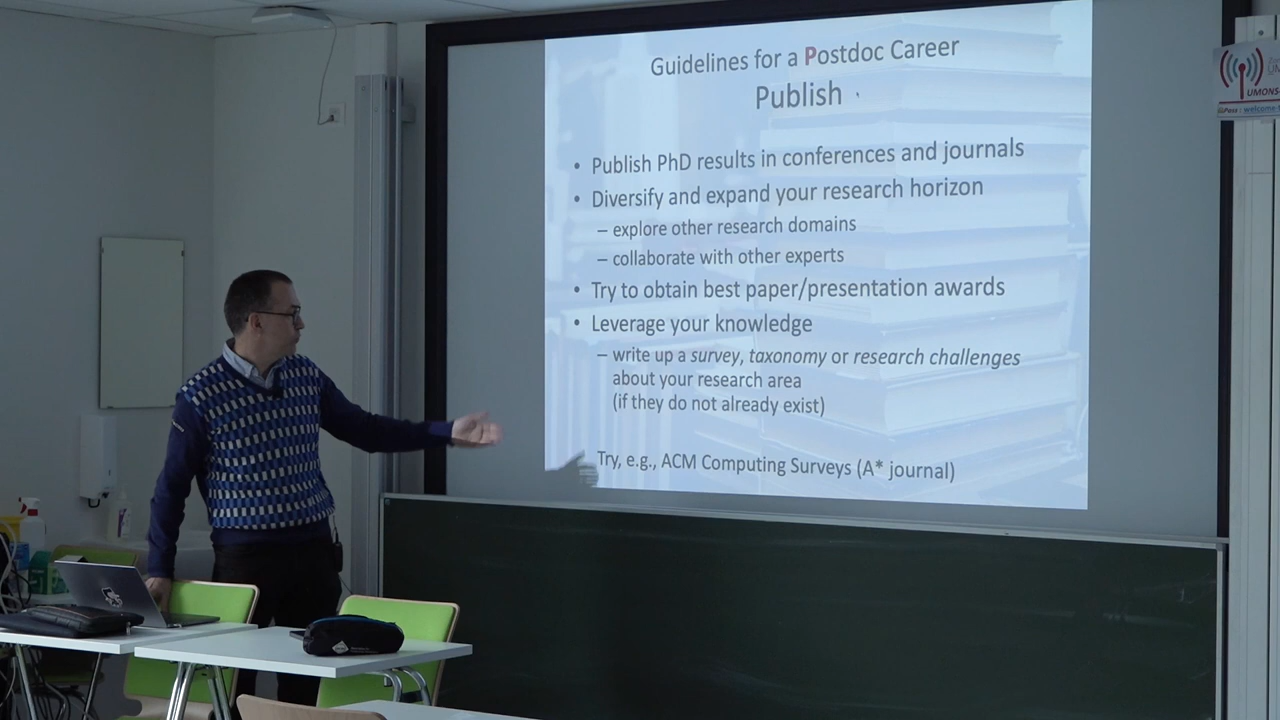 Guidelines for a Postdoc Career
Publish
• Publish PhD results in conferences and journals
• Diversify and expand your research horizon
– explore other research domains
– collaborate with other experts
• Try to obtain best paper/presentation awards
• Leverage your knowledge
– write up a survey, taxonomy or research challenges
about your research area
(if they do not already exist)
Try, e.g., ACM Computing Surveys (A* journal)
UMONS